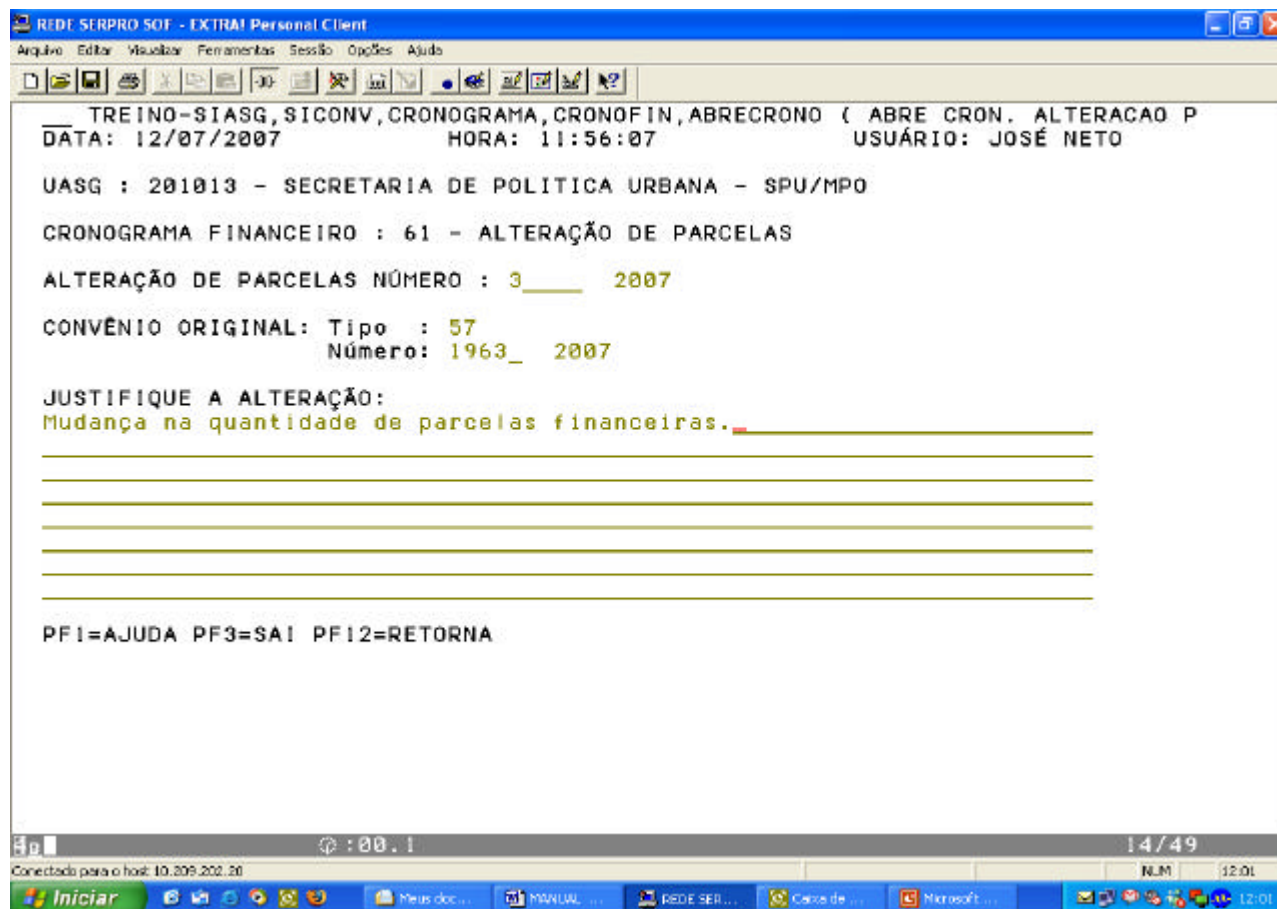 REDE SERPRO SOF - EXTRA! Personal Client
Arquivo Editar Visualizar Ferramentas Sessão Opções Ajuda
__ TREINO-SIASG,SICONV,CRONOGRAMA,CRONOFIN,ABRECRONO ( ABRE CRON. ALTERACAO P
DATA: 12/07/2007 HORA: 11:56:07 USUÁRIO: JOSÉ NETO
UASG : 201013 - SECRETARIA DE POLITICA URBANA - SPU/MPO
CRONOGRAMA FINANCEIRO : 61 - ALTERAÇÃO DE PARCELAS
ALTERAÇÃO DE PARCELAS NÚMERO : 3_____ 2007
CONVÊNIO ORIGINAL: Tipo : 57
Número: 1963_ 2007
JUSTIFIQUE A ALTERAÇÃO:
Mudança na quantidade de parcelas financeiras.
PF1=AJUDA PF3=SAI PF12=RETORNA
:00.1 14/49
Conectado para o host 10.209.202.20 NUM 12:01
Iniciar Meus doc... MANUAL ... REDE SER... Caixa de ... Microsoft ... 12:01